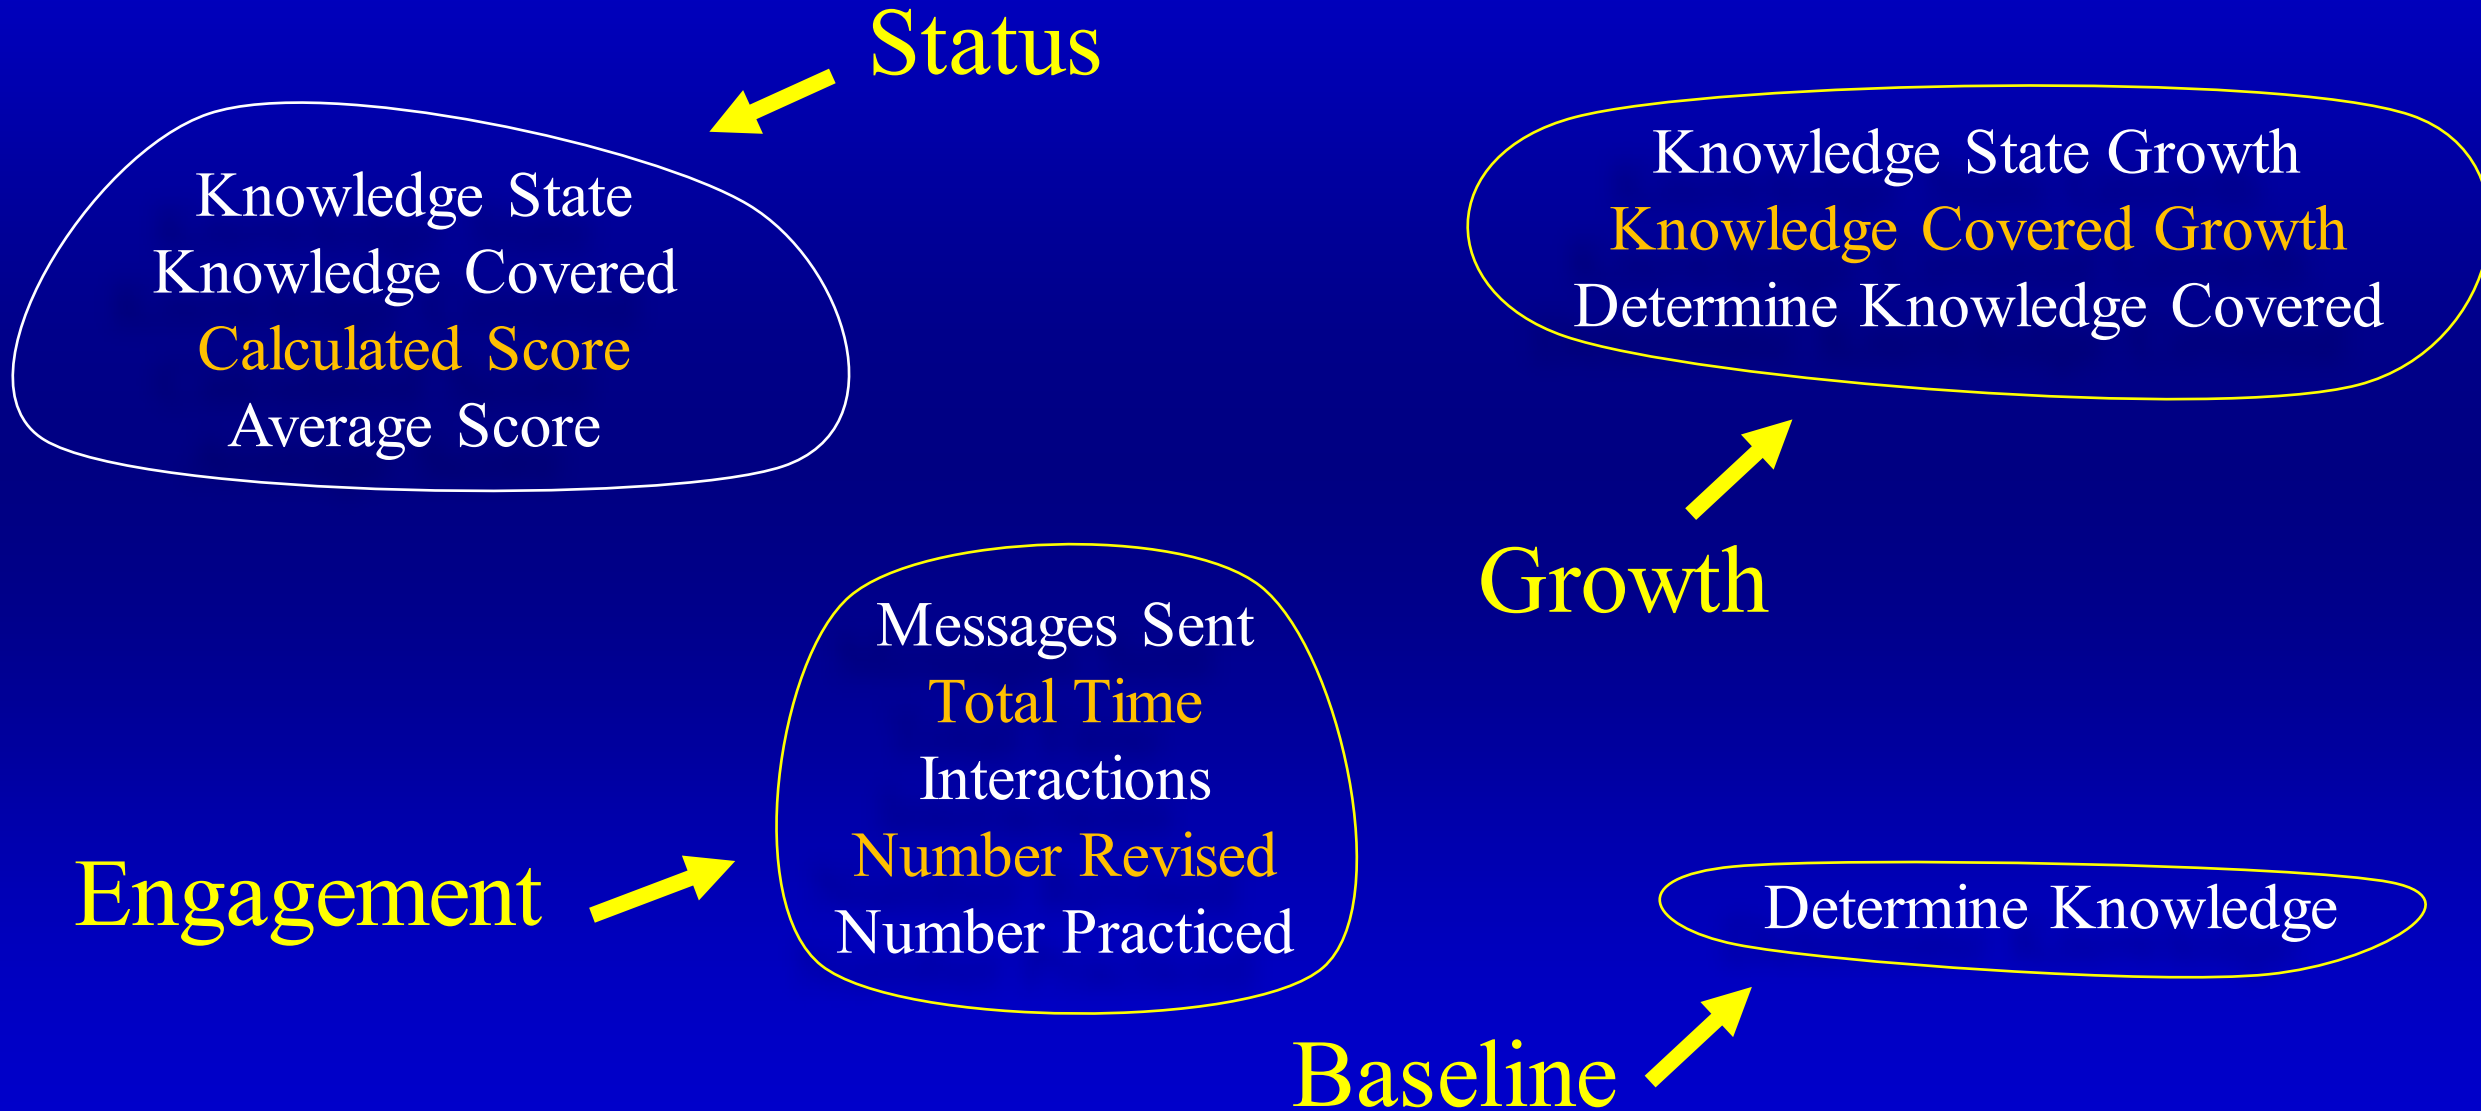 Status
Knowledge State
Knowledge Covered
Calculated Score
Average Score
Knowledge State Growth
Knowledge Covered Growth
Determine Knowledge Covered
Growth
Messages Sent
Total Time
Interactions
Number Revised
Number Practiced
Engagement
Determine Knowledge
Baseline